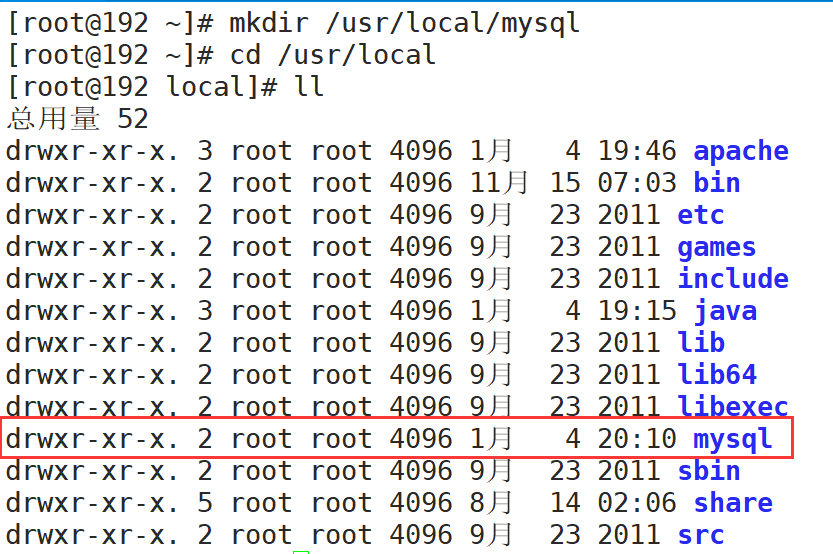 [root@192 ~]# mkdir /usr/local/mysql
[root@192 ~]# cd /usr/local
[root@192 local]# ll
总用量 52
drwxr-xr-x. 3 root root 4096 1月   4 19:46 apache
drwxr-xr-x. 2 root root 4096 11月 15 07:03 bin
drwxr-xr-x. 2 root root 4096 9月  23 2011 etc
drwxr-xr-x. 2 root root 4096 9月  23 2011 games
drwxr-xr-x. 2 root root 4096 9月  23 2011 include
drwxr-xr-x. 3 root root 4096 1月   4 19:15 java
drwxr-xr-x. 2 root root 4096 9月  23 2011 lib
drwxr-xr-x. 2 root root 4096 9月  23 2011 lib64
drwxr-xr-x. 2 root root 4096 9月  23 2011 libexec
drwxr-xr-x. 2 root root 4096 1月   4 20:10 mysql
drwxr-xr-x. 2 root root 4096 9月  23 2011 sbin
drwxr-xr-x. 5 root root 4096 8月  14 02:06 share
drwxr-xr-x. 2 root root 4096 9月  23 2011 src